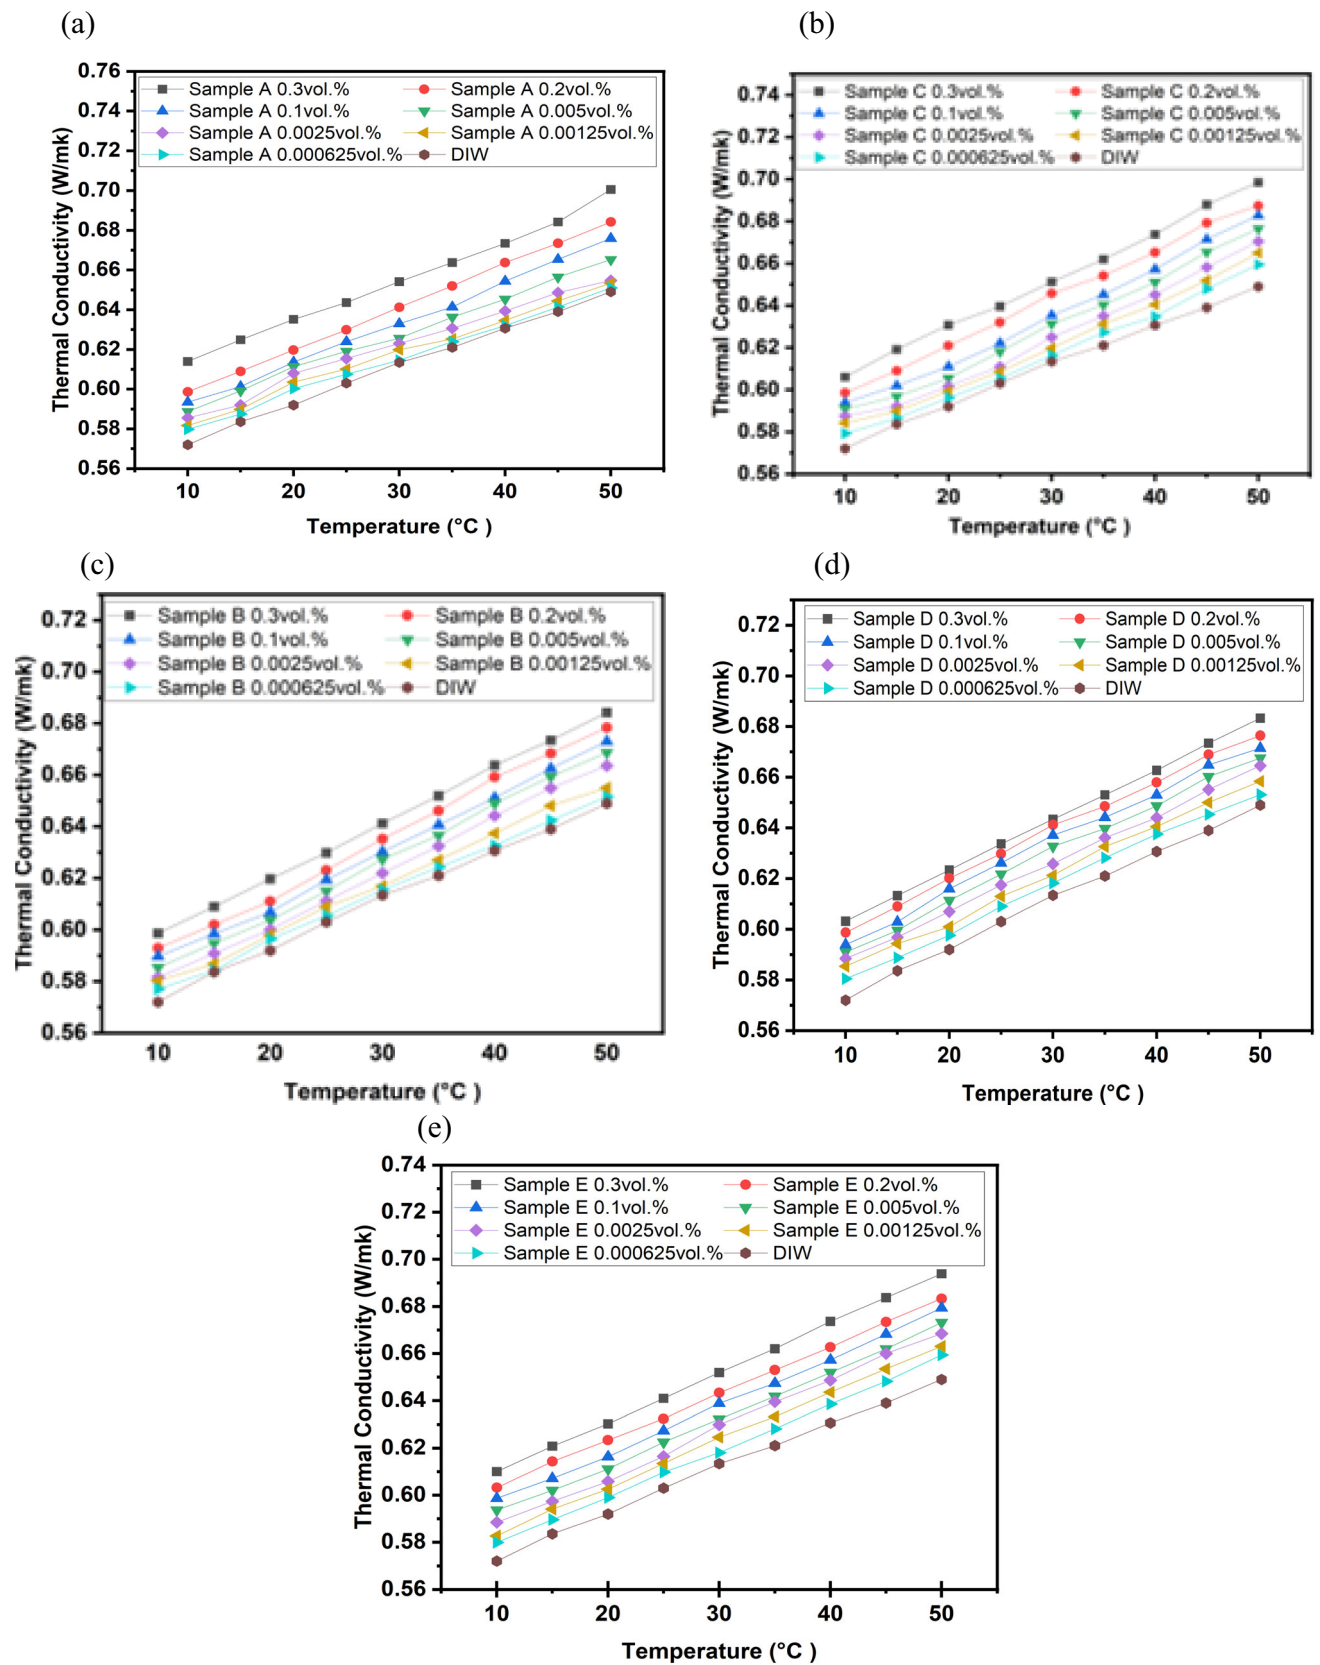 (a)
0.76
0.74
0.72
0.70
0.68
0.66
0.64
0.62
0.60
0.58
0.56
Thermal Conductivity (W/mk)
Sample A 0.3vol.% Sample A 0.2vol.%
Sample A 0.1vol.% Sample A 0.005vol.%
Sample A 0.0025vol.% Sample A 0.00125vol.%
Sample A 0.000625vol.% DIW
10 20 30 40 50
Temperature (°C )
(b)
0.74
0.72
0.70
0.68
0.66
0.64
0.62
0.60
0.58
0.56
Thermal Conductivity (W/mk)
Sample C 0.3vol.% Sample C 0.2vol.%
Sample C 0.1vol.% Sample C 0.005vol.%
Sample C 0.0025vol.% Sample C 0.00125vol.%
Sample C 0.000625vol.% DIW
10 20 30 40 50
Temperature (°C )
(c)
0.72
0.70
0.68
0.66
0.64
0.62
0.60
0.58
0.56
Thermal Conductivity (W/mk)
Sample B 0.3vol.% Sample B 0.2vol.%
Sample B 0.1vol.% Sample B 0.005vol.%
Sample B 0.0025vol.% Sample B 0.00125vol.%
Sample B 0.000625vol.% DIW
10 20 30 40 50
Temperature (°C )
(d)
0.72
0.70
0.68
0.66
0.64
0.62
0.60
0.58
0.56
Thermal Conductivity (W/mk)
Sample D 0.3vol.% Sample D 0.2vol.%
Sample D 0.1vol.% Sample D 0.005vol.%
Sample D 0.0025vol.% Sample D 0.00125vol.%
Sample D 0.000625vol.% DIW
10 20 30 40 50
Temperature (°C )
(e)
0.74
0.72
0.70
0.68
0.66
0.64
0.62
0.60
0.58
0.56
Thermal Conductivity (W/mk)
Sample E 0.3vol.% Sample E 0.2vol.%
Sample E 0.1vol.% Sample E 0.005vol.%
Sample E 0.0025vol.% Sample E 0.00125vol.%
Sample E 0.000625vol.% DIW
10 20 30 40 50
Temperature (°C )